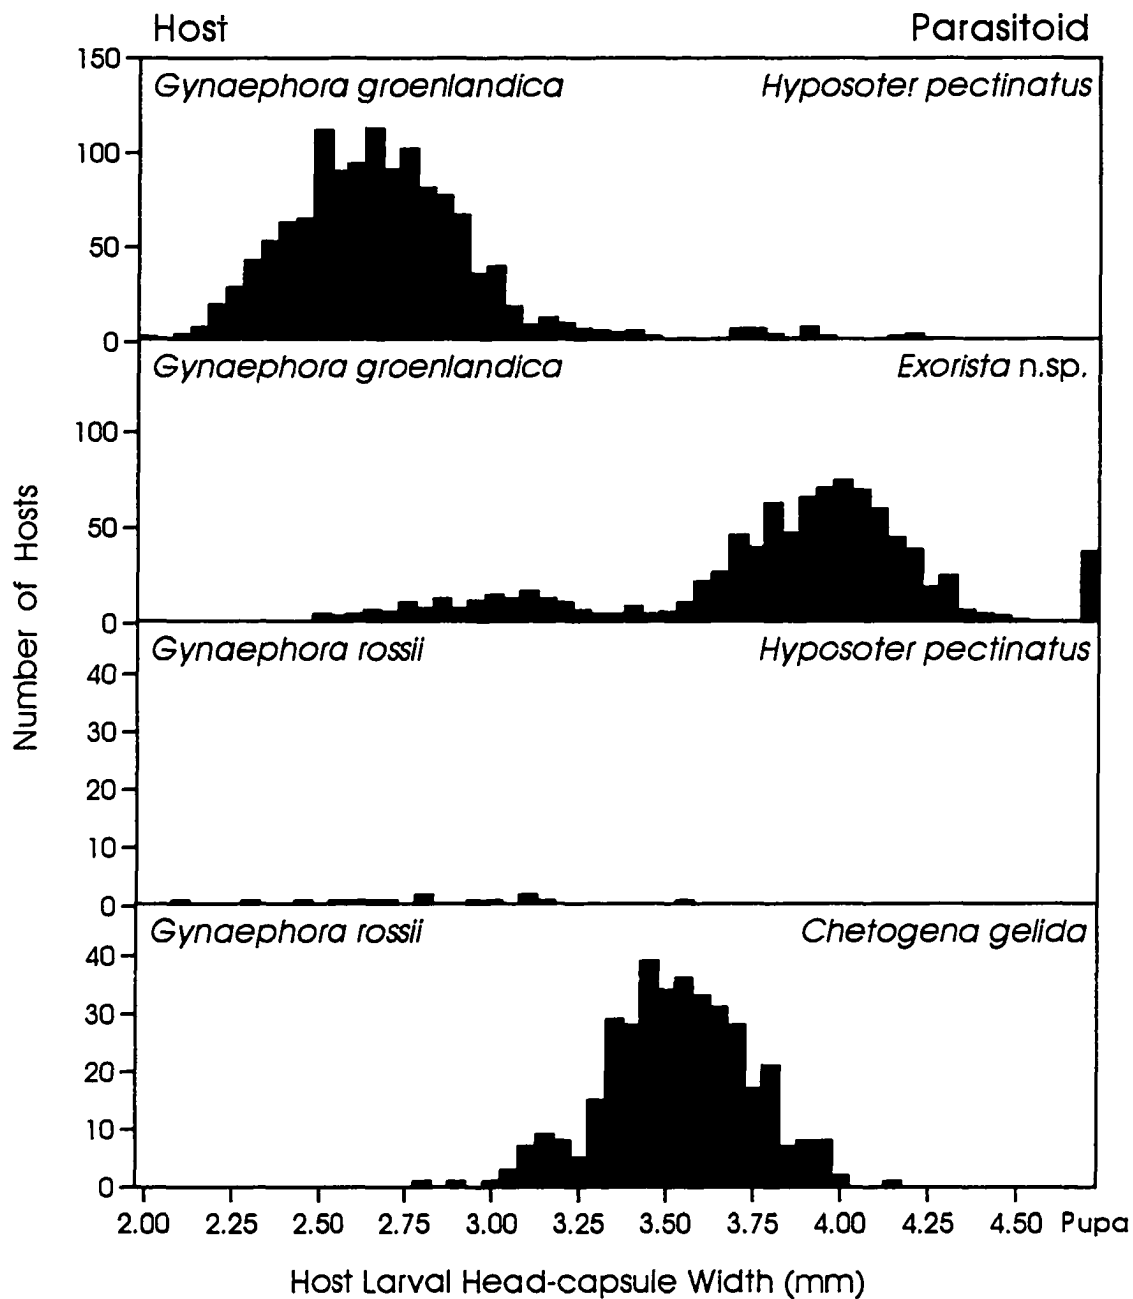 Host Parasitoid
150
Gynaephora groenlandica Hyposoter pectinatus
100
50
0
Gynaephora groenlandica Exorista n.sp.
100
50
0
Gynaephora rossii Hyposoter pectinatus
40
30
20
10
0
Gynaephora rossii Chetogena gelida
40
30
20
10
0
Number of Hosts
2.00 2.25 2.50 2.75 3.00 3.25 3.50 3.75 4.00 4.25 4.50 Pupa
Host Larval Head-capsule Width (mm)